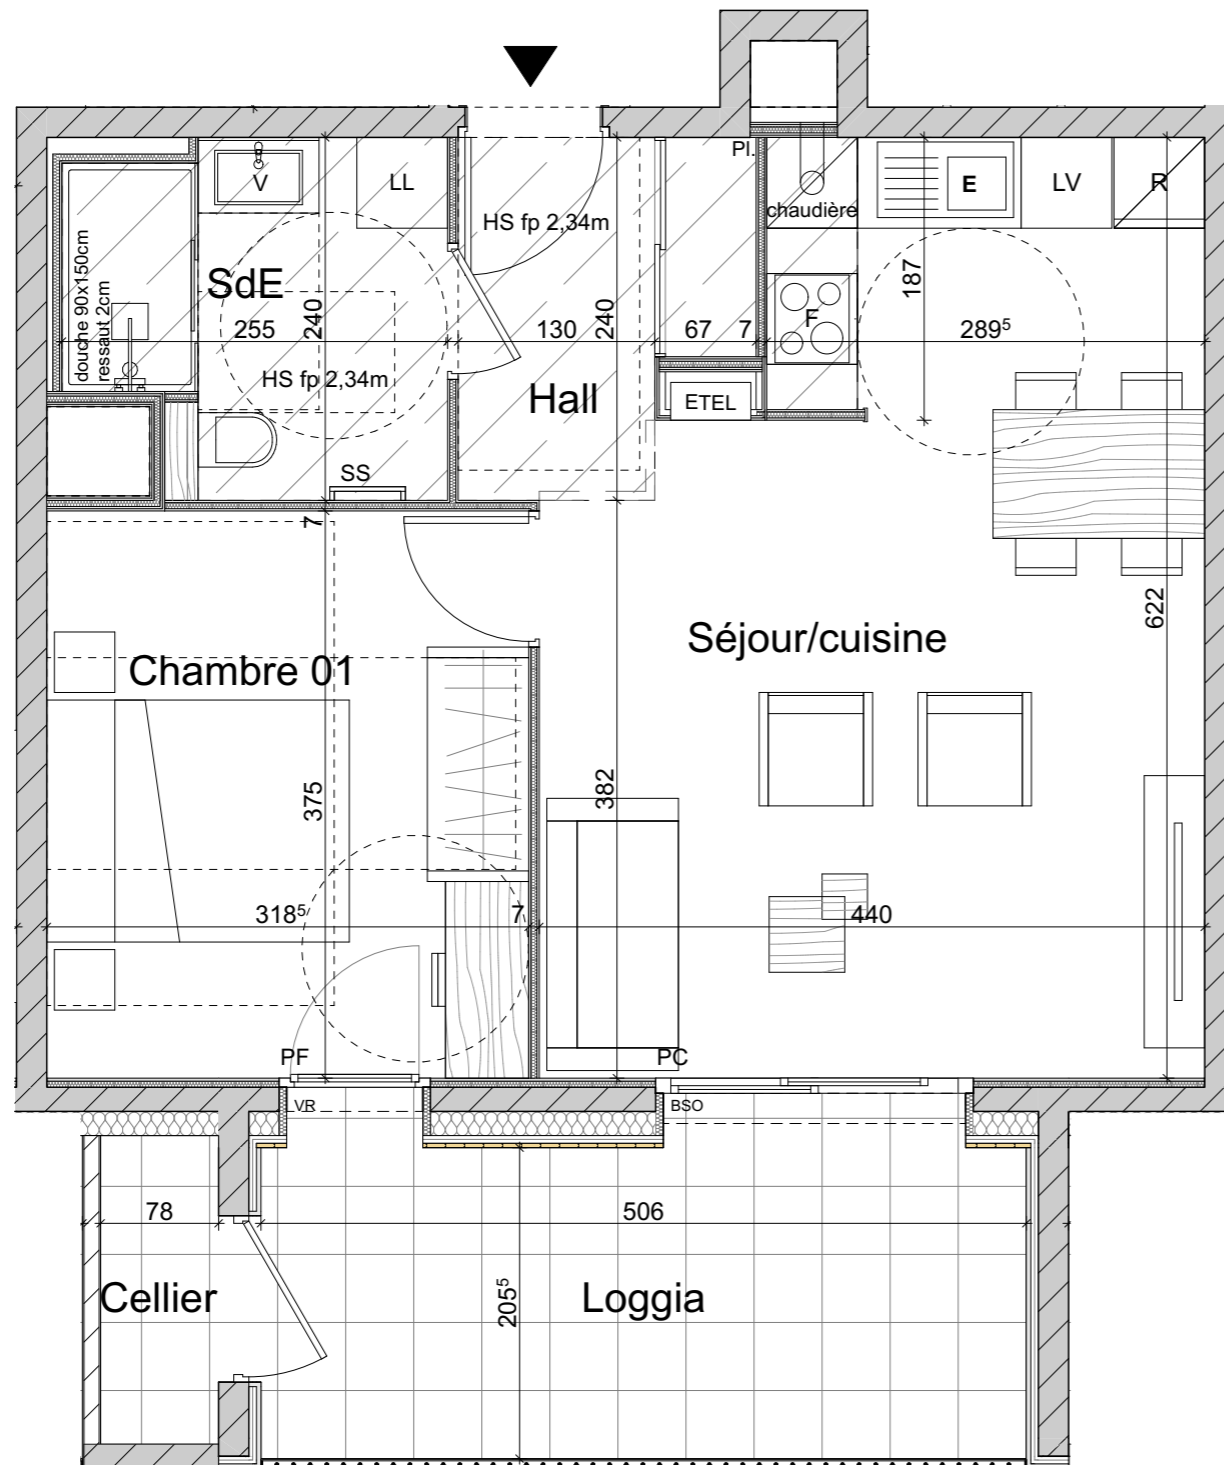 Pl.
V
LL
chaudière
E
LV
R
HS fp 2,34m
SdE
douche 90x150cm
ressaut 2cm
240
240
187
F
255
130
67
7
289⁵
HS fp 2,34m
Hall
ETEL
SS
7
622
Séjour/cuisine
Chambre 01
375
382
318⁵
7
440
PF
PC
VR
BSO
78
506
Cellier
205⁵
Loggia